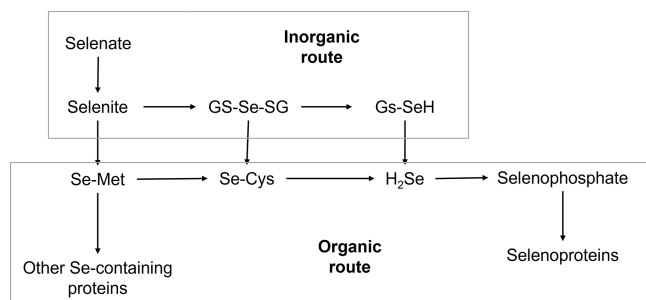 Selenate
Inorganic
route
Selenite
GS-Se-SG
Gs-SeH
Se-Met
Se-Cys
H₂Se
Selenophosphate
Organic
route
Selenoproteins
Other Se-containing
proteins